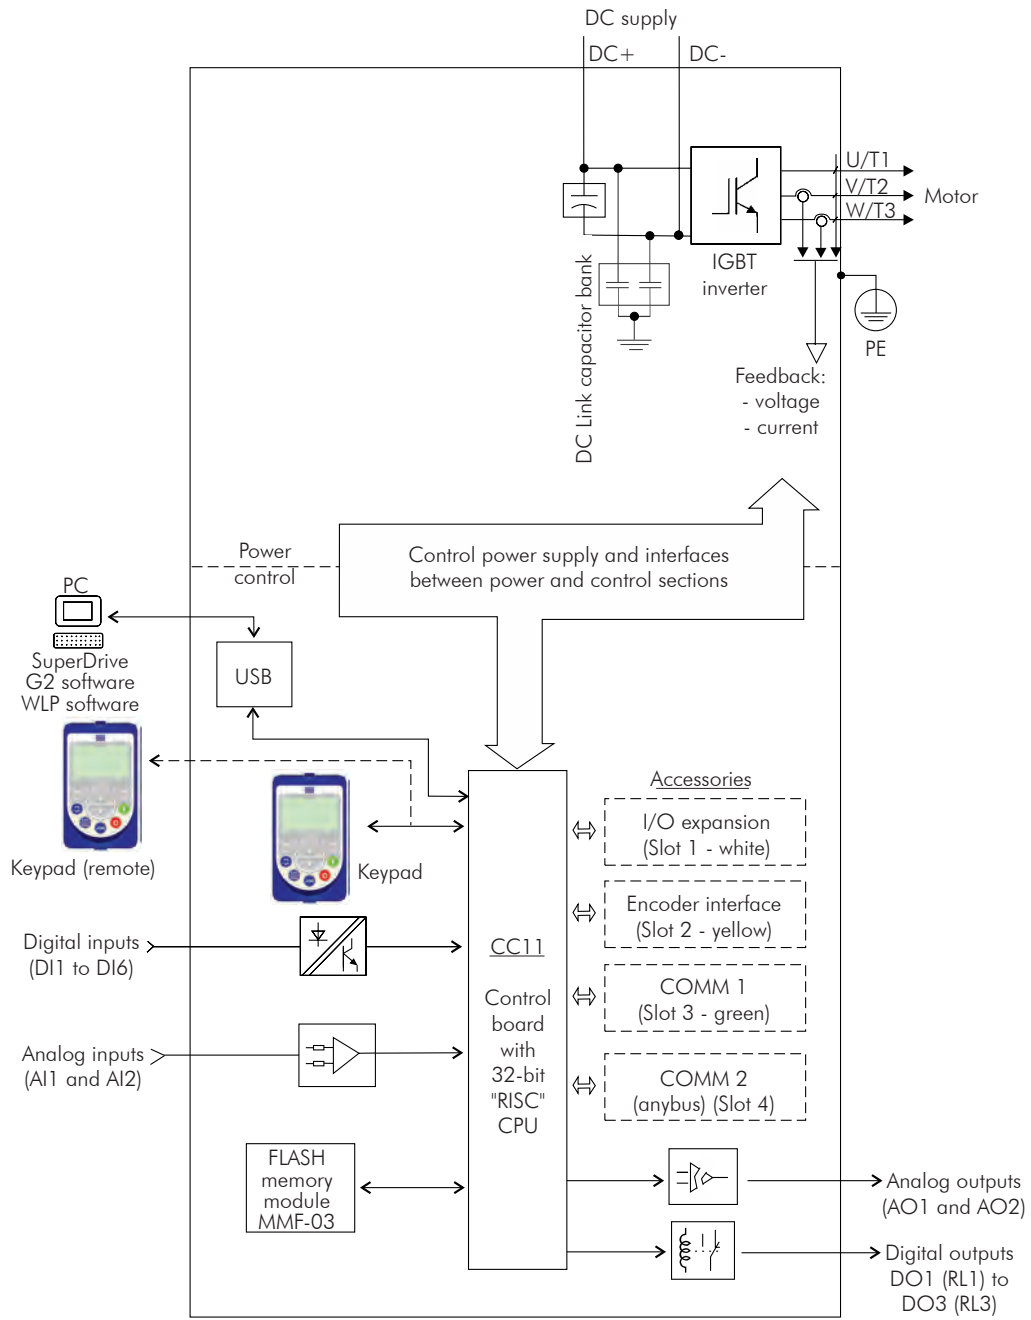 DC supply
DC+
DC-
U/T1
V/T2
W/T3
Motor
IGBT
inverter
DC Link capacitor bank
PE
Feedback:
- voltage
- current
Power
control
Control power supply and interfaces
between power and control sections
PC
SuperDrive
G2 software
WLP software
USB
Keypad (remote)
Keypad
Accessories
I/O expansion
(Slot 1 - white)
Encoder interface
(Slot 2 - yellow)
COMM 1
(Slot 3 - green)
COMM 2
(anybus) (Slot 4)
Digital inputs
(DI1 to DI6)
CC11
Control
board
with
32-bit
"RISC"
CPU
Analog inputs
(AI1 and AI2)
FLASH
memory
module
MMF-03
Analog outputs
(AO1 and AO2)
Digital outputs
DO1 (RL1) to
DO3 (RL3)